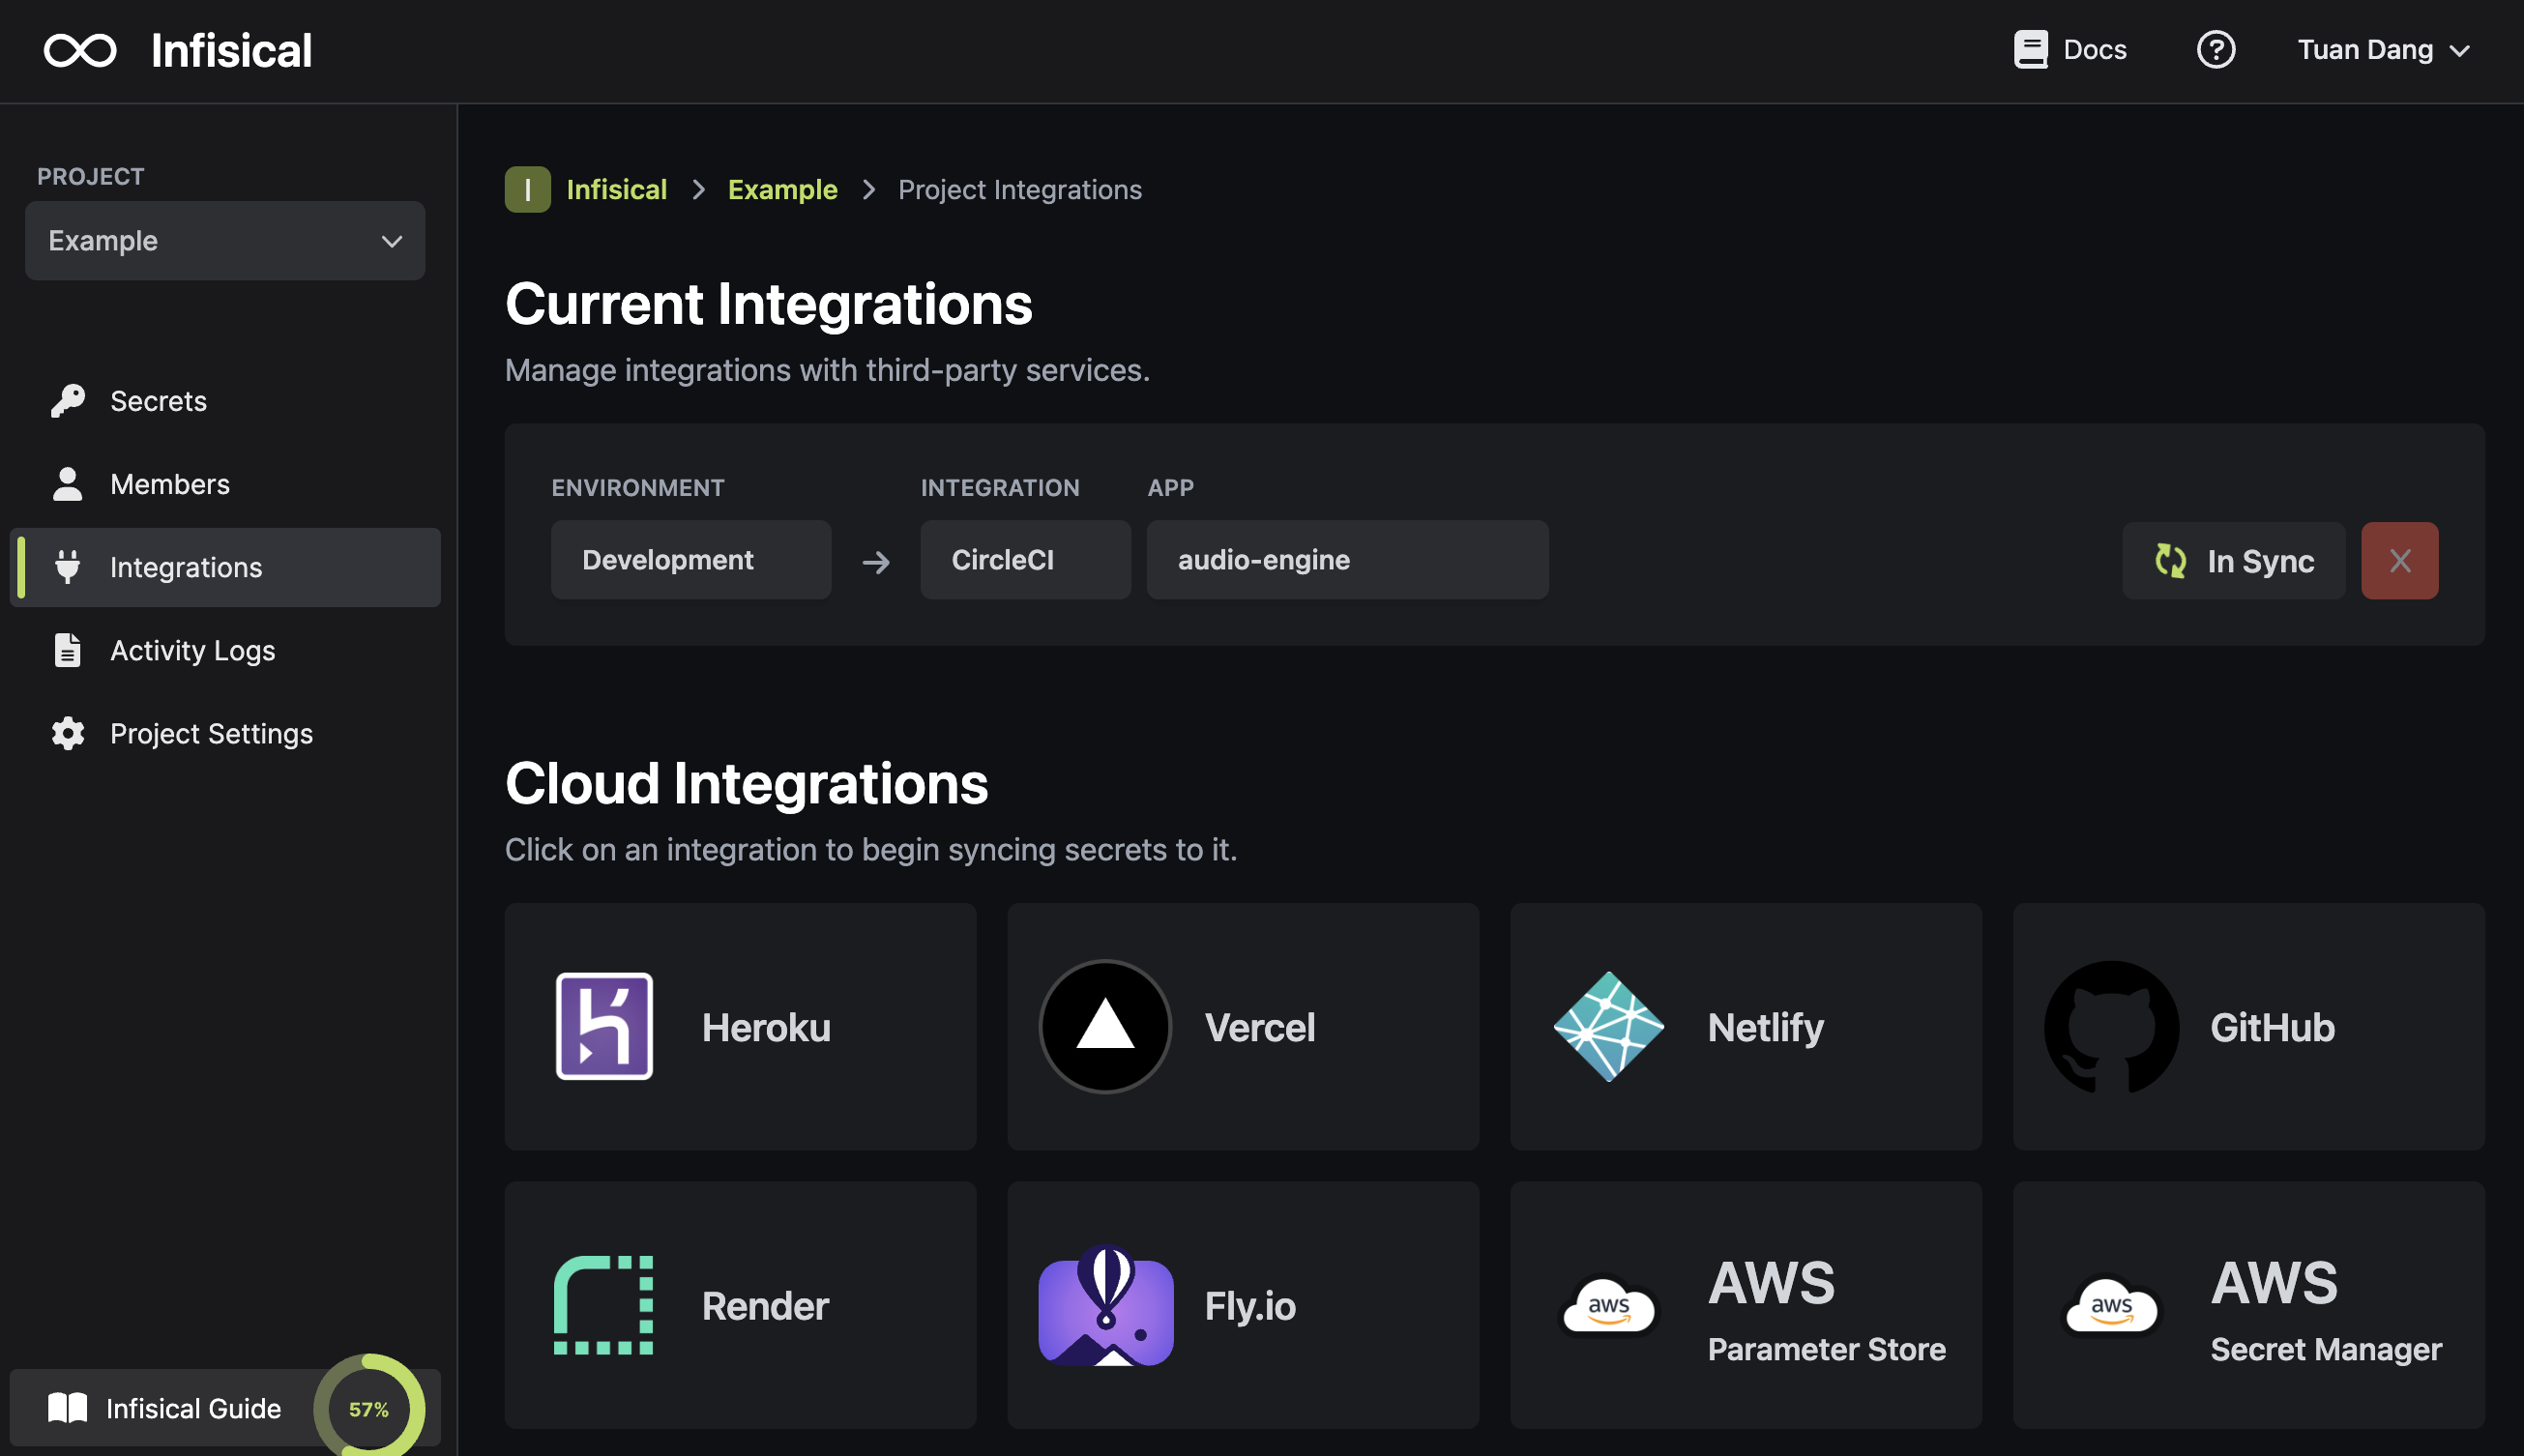 Infisical
Docs
Tuan Dang
PROJECT
Example
Secrets
Members
Integrations
Activity Logs
Project Settings
Infisical Guide
57%
I Infisical > Example > Project Integrations
Current Integrations
Manage integrations with third-party services.
ENVIRONMENT INTEGRATION APP
Development → CircleCI audio-engine In Sync X
Cloud Integrations
Click on an integration to begin syncing secrets to it.
Heroku
Vercel
Netlify
GitHub
Render
Fly.io
aws
AWS
Parameter Store
aws
AWS
Secret Manager